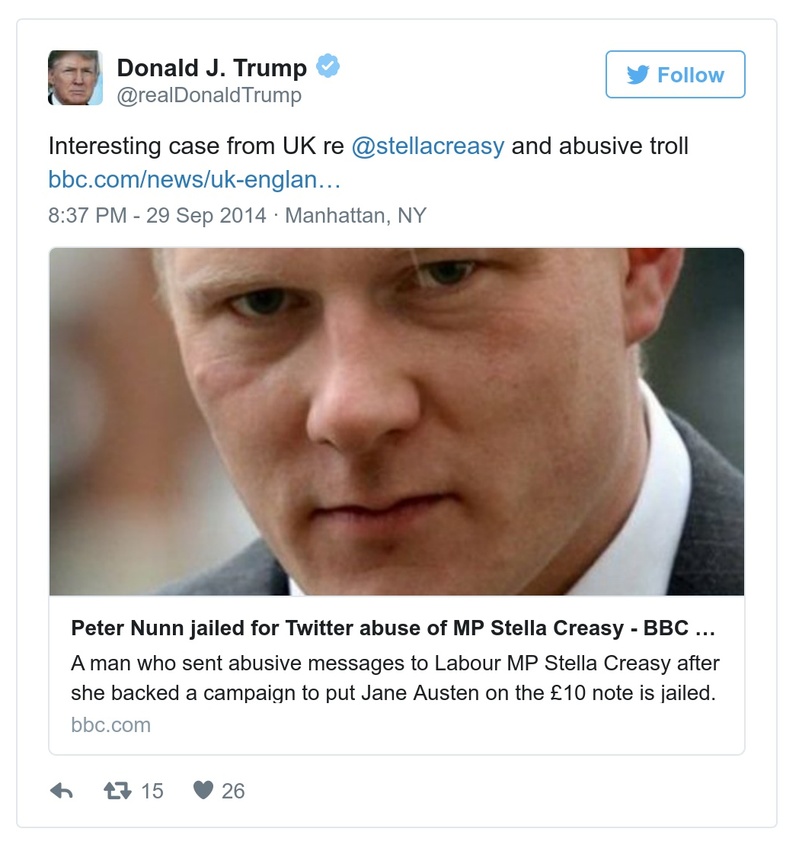 Donald J. Trump
@realDonaldTrump
Follow
Interesting case from UK re @stellacreasy and abusive troll
bbc.com/news/uk-englan…
8:37 PM - 29 Sep 2014 · Manhattan, NY
Peter Nunn jailed for Twitter abuse of MP Stella Creasy - BBC …
A man who sent abusive messages to Labour MP Stella Creasy after
she backed a campaign to put Jane Austen on the £10 note is jailed.
bbc.com
15 26